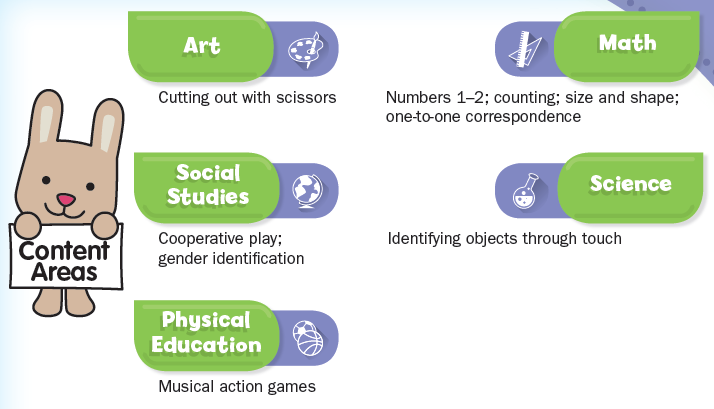 Content
Areas
Art
Cutting out with scissors
Math
Numbers 1–2; counting; size and shape;
one-to-one correspondence
Social
Studies
Cooperative play;
gender identification
Science
Identifying objects through touch
Physical
Education
Musical action games